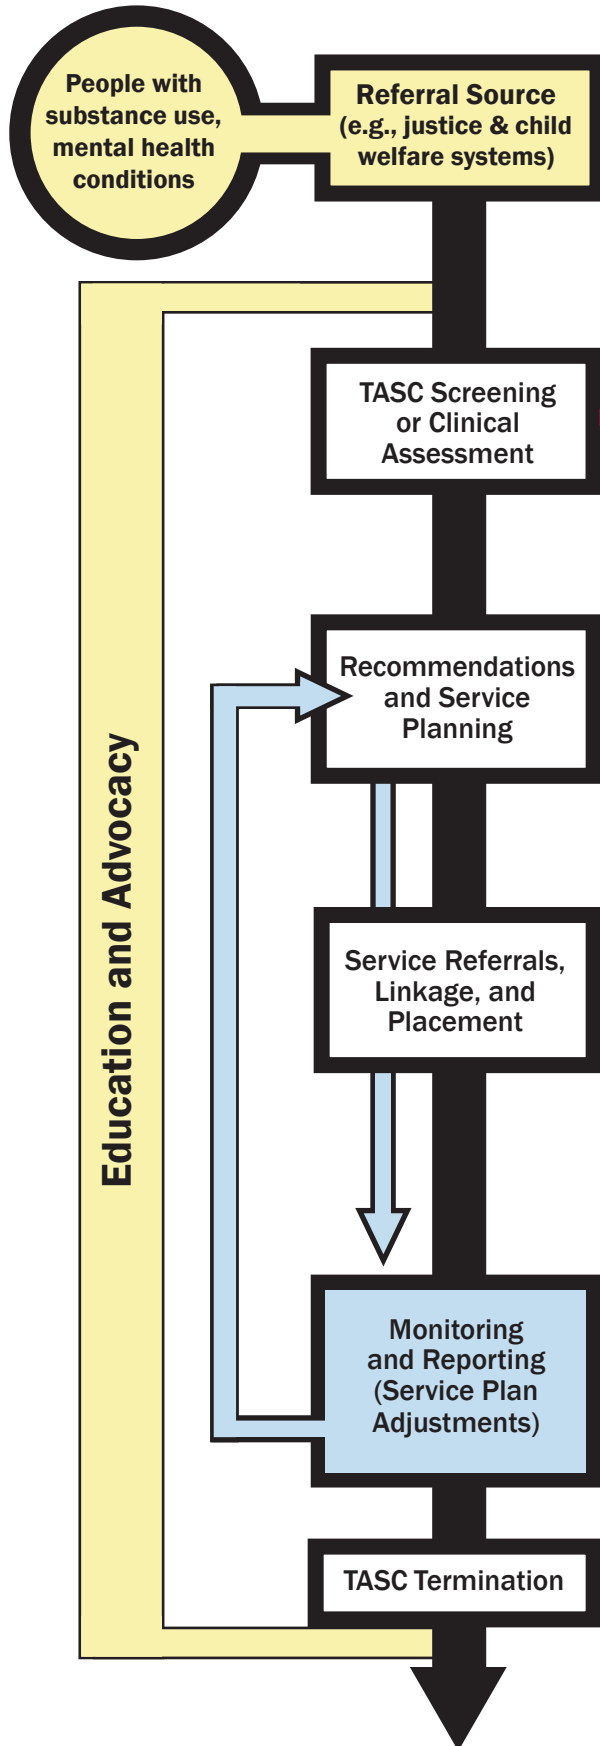 People with
substance use,
mental health
conditions
Referral Source
(e.g., justice & child
welfare systems)
TASC Screening
or Clinical
Assessment
Recommendations
and Service
Planning
Education and Advocacy
Service Referrals,
Linkage, and
Placement
Monitoring
and Reporting
(Service Plan
Adjustments)
TASC Termination